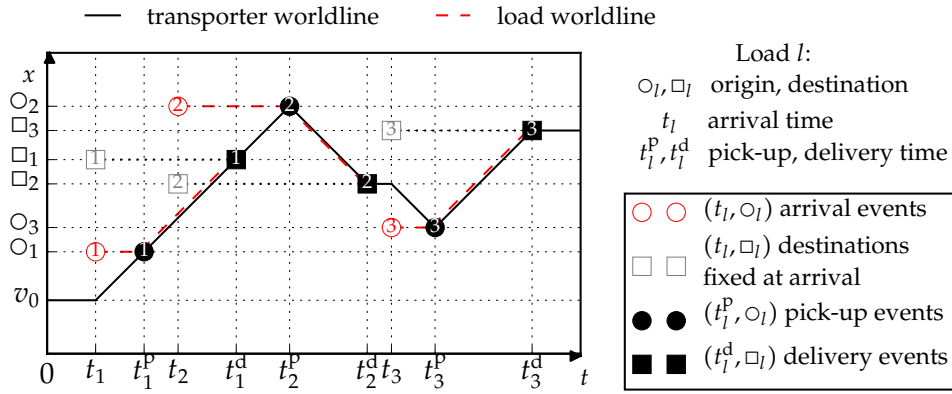 transporter worldline load worldline
x
○₂
□₃
□₁
□₂
○₃
○₁
v₀
2 2
3 3
1 1
2 2
3 3
1 1
0 t₁ t₁ᵖ t₂ t₁ᵈ t₂ᵖ t₂ᵈ t₃ t₃ᵖ t₃ᵈ t
Load l:
○ₗ, □ₗ origin, destination
tₗ arrival time
tₗᵖ, tₗᵈ pick-up, delivery time
(tₗ, ○ₗ) arrival events
(tₗ, □ₗ) destinations
fixed at arrival
(tₗᵖ, ○ₗ) pick-up events
(tₗᵈ, □ₗ) delivery events